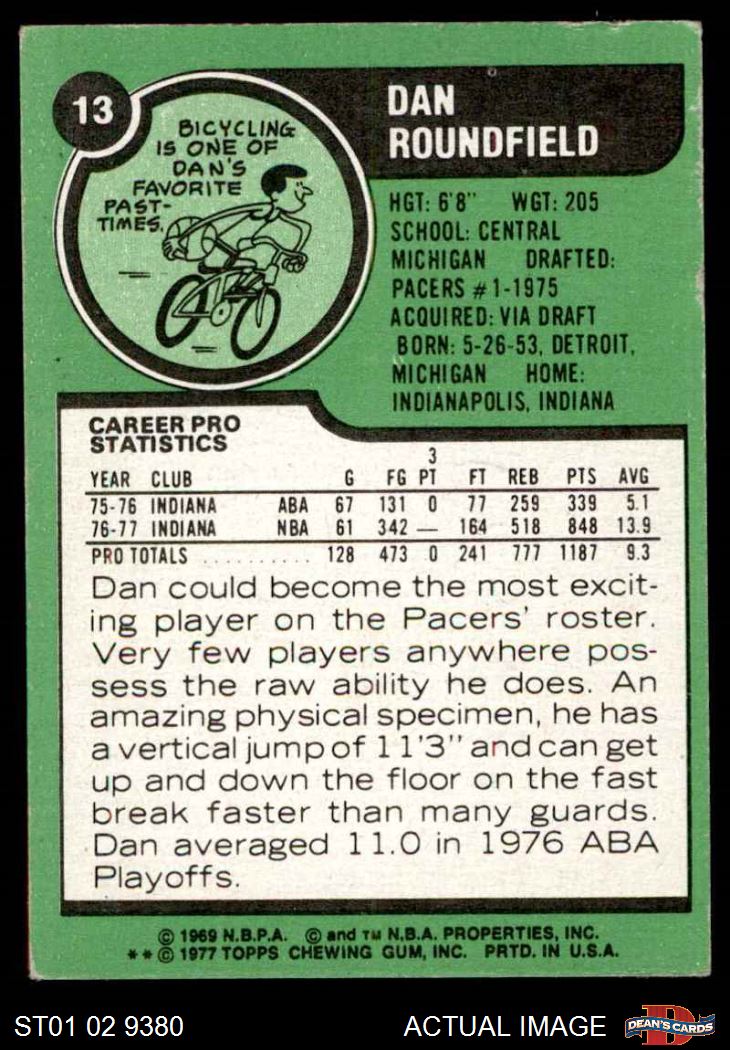 13
BICYCLING
IS ONE OF
DAN'S
FAVORITE
PAST-
TIMES.
DAN
ROUNDFIELD
HGT: 6'8" WGT: 205
SCHOOL: CENTRAL
MICHIGAN DRAFTED:
PACERS #1-1975
ACQUIRED: VIA DRAFT
BORN: 5-26-53, DETROIT,
MICHIGAN HOME:
INDIANAPOLIS, INDIANA
CAREER PRO
STATISTICS
YEAR CLUB G FG 3 PT FT REB PTS AVG
75-76 INDIANA ABA 67 131 0 77 259 339 5.1
76-77 INDIANA NBA 61 342 — 164 518 848 13.9
PRO TOTALS .......... 128 473 0 241 777 1187 9.3
Dan could become the most excit-
ing player on the Pacers' roster.
Very few players anywhere pos-
sess the raw ability he does. An
amazing physical specimen, he has
a vertical jump of 11'3" and can get
up and down the floor on the fast
break faster than many guards.
Dan averaged 11.0 in 1976 ABA
Playoffs.
© 1969 N.B.P.A. © and TM N.B.A. PROPERTIES, INC.
**© 1977 TOPPS CHEWING GUM, INC. PRTD. IN U.S.A.
ST01 02 9380 ACTUAL IMAGE D DEAN'S CARDS